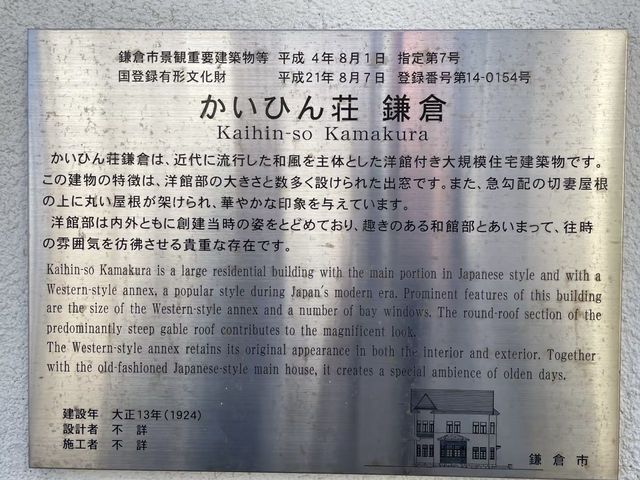 鎌倉市景観重要建築物等 平成 4年 8月 1日 指定第7号
国登録有形文化財 平成21年 8月 7日 登録番号第14-0154号
かいひん荘 鎌倉
Kaihin-so Kamakura
かいひん荘鎌倉は、近代に流行した和風を主体とした洋館付き大規模住宅建築物です。
この建物の特徴は、洋館部の大きさと数多く設けられた出窓です。また、急勾配の切妻屋根
の上に丸い屋根が架けられ、華やかな印象を与えています。
洋館部は内外ともに創建当時の姿をとどめており、趣きのある和館部とあいまって、往時
の雰囲気を彷彿させる貴重な存在です。
Kaihin-so Kamakura is a large residential building with the main portion in Japanese style and with a
Western-style annex, a popular style during Japan's modern era. Prominent features of this building
are the size of the Western-style annex and a number of bay windows. The round-roof section of the
predominantly steep gable roof contributes to the magnificent look.
The Western-style annex retains its original appearance in both the interior and exterior. Together
with the old-fashioned Japanese-style main house, it creates a special ambience of olden days.
建設年 大正13年(1924)
設計者 不 詳
施工者 不 詳
鎌 倉 市